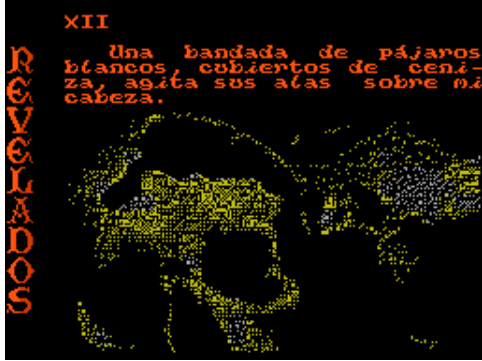 XII
Una bandada de pájaros
blancos, cubiertos de ceni-
za, agita sus alas sobre mi
cabeza.
REVELADOS